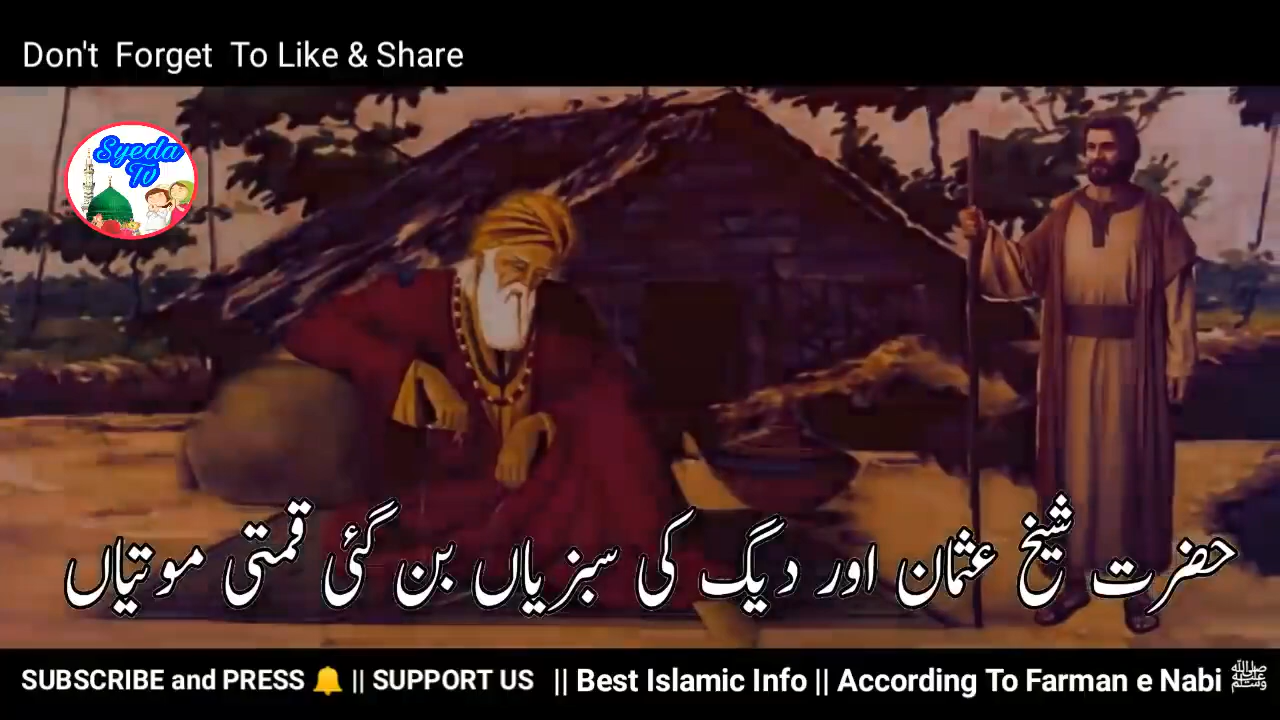 Don't Forget To Like & Share
Syeda
Tv
حضرت شیخ عثمان اور دیگ کی سبزیاں بن گئی قمتی موتیاں
SUBSCRIBE and PRESS 🔔 || SUPPORT US || Best Islamic Info || According To Farman e Nabi ﷺ